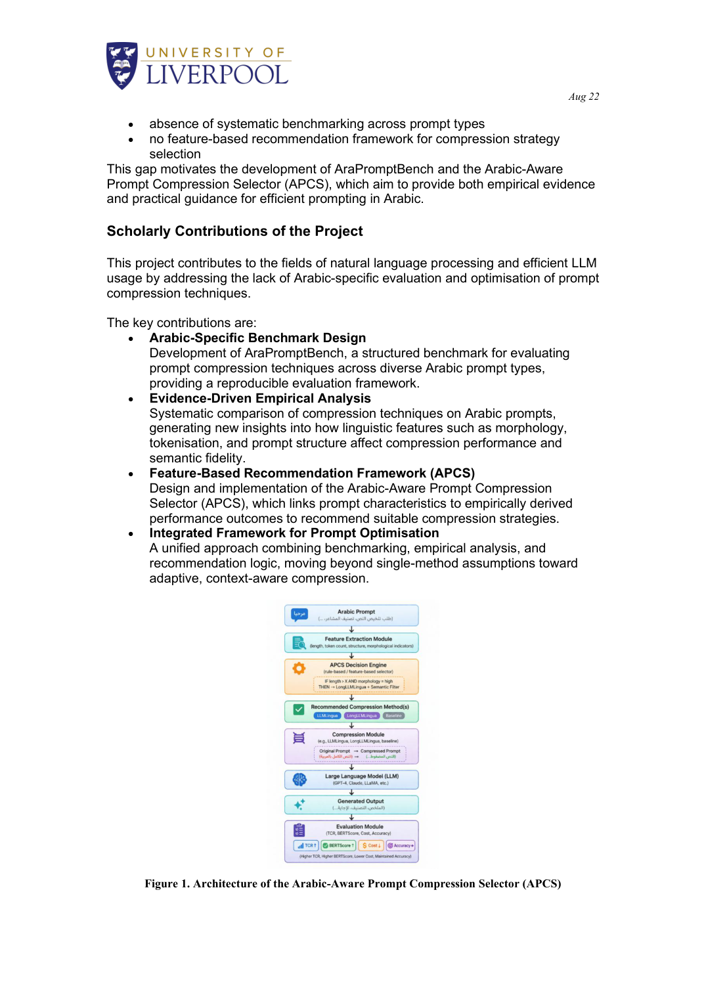 UNIVERSITY OF
LIVERPOOL
Aug 22
• absence of systematic benchmarking across prompt types
• no feature-based recommendation framework for compression strategy
selection
This gap motivates the development of AraPromptBench and the Arabic-Aware
Prompt Compression Selector (APCS), which aim to provide both empirical evidence
and practical guidance for efficient prompting in Arabic.
Scholarly Contributions of the Project
This project contributes to the fields of natural language processing and efficient LLM
usage by addressing the lack of Arabic-specific evaluation and optimisation of prompt
compression techniques.
The key contributions are:
• Arabic-Specific Benchmark Design
Development of AraPromptBench, a structured benchmark for evaluating
prompt compression techniques across diverse Arabic prompt types,
providing a reproducible evaluation framework.
• Evidence-Driven Empirical Analysis
Systematic comparison of compression techniques on Arabic prompts,
generating new insights into how linguistic features such as morphology,
tokenisation, and prompt structure affect compression performance and
semantic fidelity.
• Feature-Based Recommendation Framework (APCS)
Design and implementation of the Arabic-Aware Prompt Compression
Selector (APCS), which links prompt characteristics to empirically derived
performance outcomes to recommend suitable compression strategies.
• Integrated Framework for Prompt Optimisation
A unified approach combining benchmarking, empirical analysis, and
recommendation logic, moving beyond single-method assumptions toward
adaptive, context-aware compression.
Arabic Prompt
(طلب تلخيص النص، تصنيف المشاعر، ...)
Feature Extraction Module
(length, token count, structure, morphological indicators)
APCS Decision Engine
(rule-based / feature-based selector)
IF length > X AND morphology = high
THEN → LongLLMLingua + Semantic Filter
Recommended Compression Method(s)
LLMLingua LongLLMLingua Baseline
Compression Module
(e.g., LLMLingua, LongLLMLingua, baseline)
Original Prompt → Compressed Prompt
(النص الكامل بالعربية) → (النص المضغوط...)
Large Language Model (LLM)
(GPT-4, Claude, LLaMA, etc.)
Generated Output
(الملخص، التصنيف، الإجابة...)
Evaluation Module
(TCR, BERTScore, Cost, Accuracy)
TCR ↑ BERTScore ↑ Cost ↓ Accuracy
(Higher TCR, Higher BERTScore, Lower Cost, Maintained Accuracy)
Figure 1. Architecture of the Arabic-Aware Prompt Compression Selector (APCS)